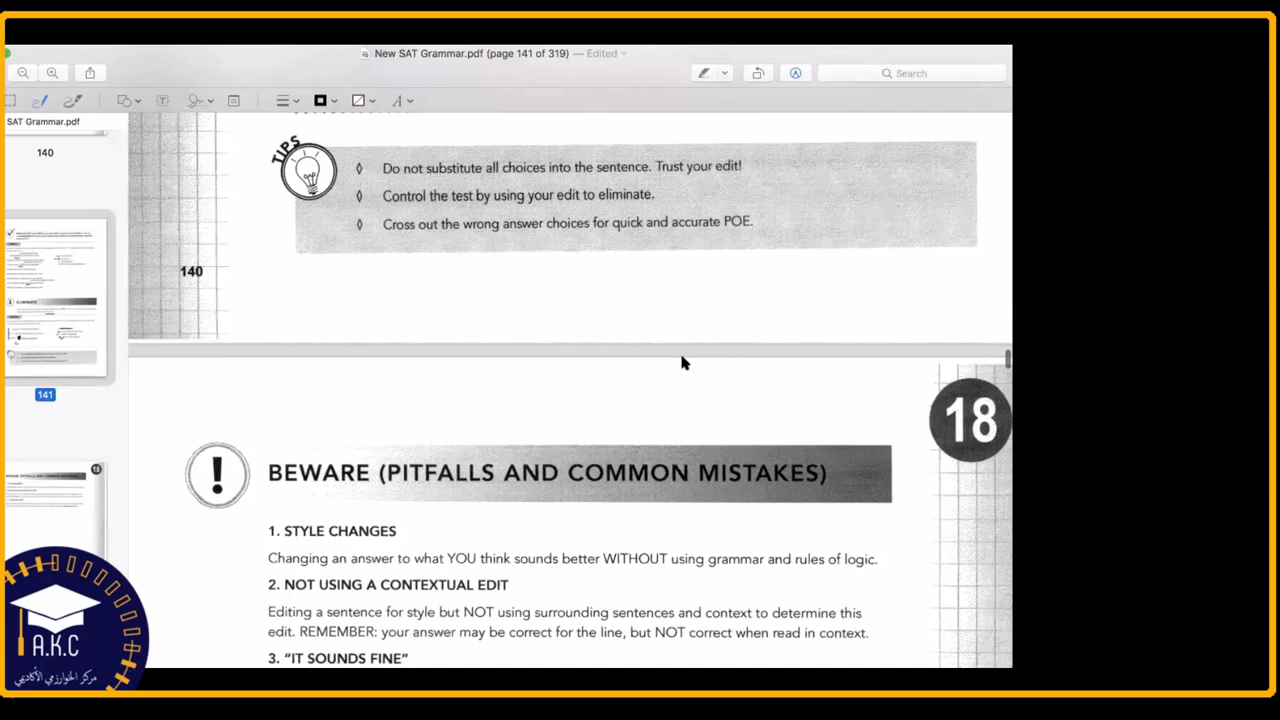 New SAT Grammar.pdf (page 141 of 319) — Edited
Search
SAT Grammar.pdf
140
141
TIPS
◊ Do not substitute all choices into the sentence. Trust your edit!
◊ Control the test by using your edit to eliminate.
◊ Cross out the wrong answer choices for quick and accurate POE.
140
18
! BEWARE (PITFALLS AND COMMON MISTAKES)
1. STYLE CHANGES
Changing an answer to what YOU think sounds better WITHOUT using grammar and rules of logic.
2. NOT USING A CONTEXTUAL EDIT
Editing a sentence for style but NOT using surrounding sentences and context to determine this
edit. REMEMBER: your answer may be correct for the line, but NOT correct when read in context.
3. "IT SOUNDS FINE"
A.K.C
مركز الخوارزمي الأكاديمي